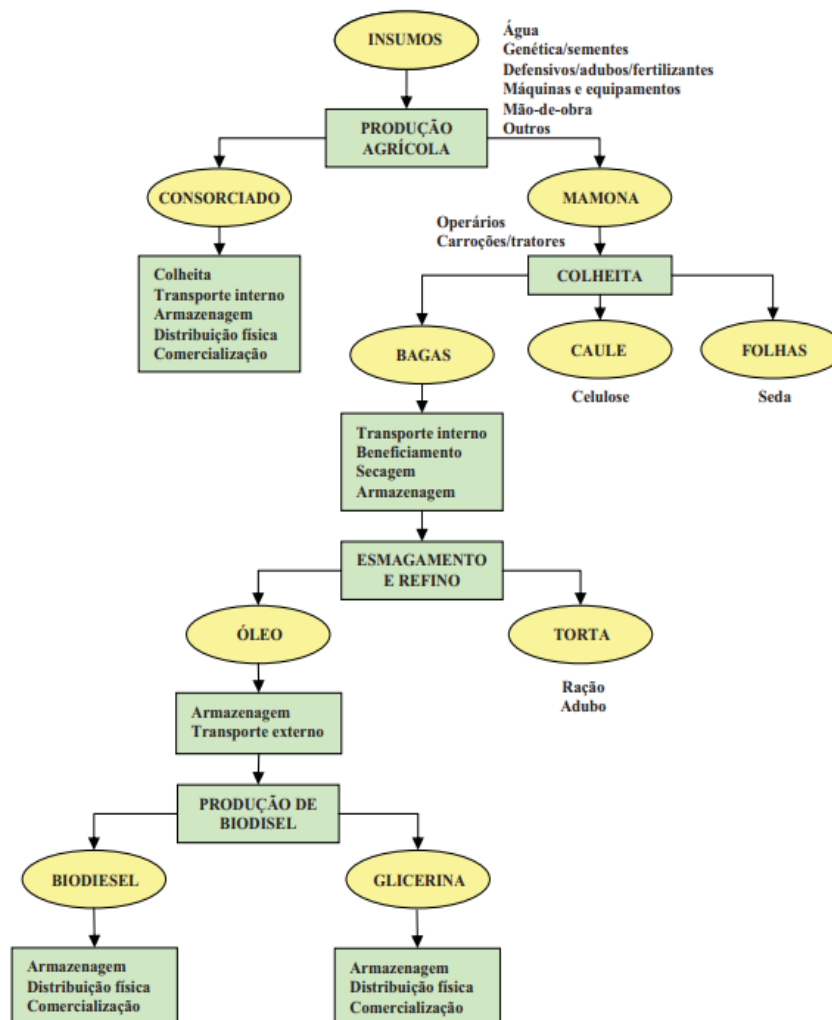 INSUMOS
Água
Genética/sementes
Defensivos/adubos/fertilizantes
Máquinas e equipamentos
Mão-de-obra
Outros
PRODUÇÃO
AGRÍCOLA
CONSORCIADO
MAMONA
Operários
Carroções/tratores
Colheita
Transporte interno
Armazenagem
Distribuição física
Comercialização
COLHEITA
BAGAS
CAULE
FOLHAS
Celulose
Seda
Transporte interno
Beneficiamento
Secagem
Armazenagem
ESMAGAMENTO
E REFINO
ÓLEO
TORTA
Ração
Adubo
Armazenagem
Transporte externo
PRODUÇÃO DE
BIODISEL
BIODIESEL
GLICERINA
Armazenagem
Distribuição física
Comercialização
Armazenagem
Distribuição física
Comercialização